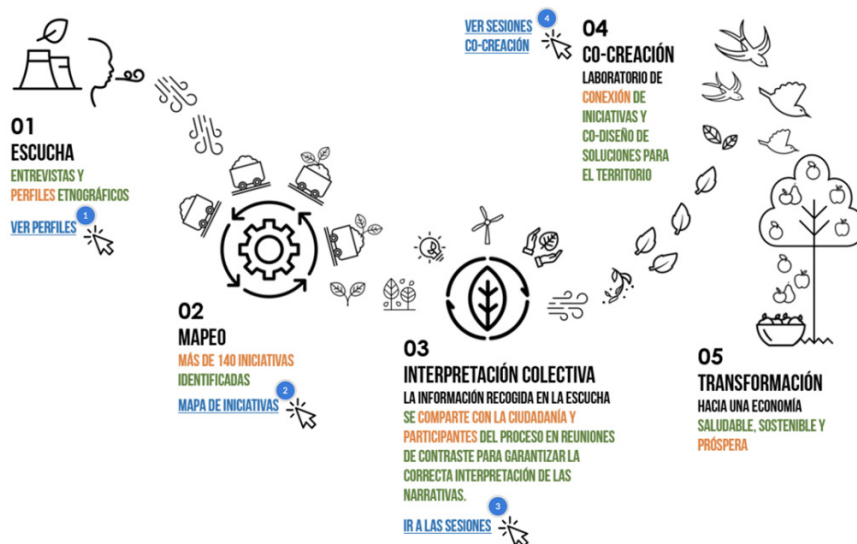 01
ESCUCHA
ENTREVISTAS Y
PERFILES ETNOGRÁFICOS
VER PERFILES
1
02
MAPEO
MÁS DE 140 INICIATIVAS
IDENTIFICADAS
MAPA DE INICIATIVAS
2
03
INTERPRETACIÓN COLECTIVA
LA INFORMACIÓN RECOGIDA EN LA ESCUCHA
SE COMPARTE CON LA CIUDADANÍA Y
PARTICIPANTES DEL PROCESO EN REUNIONES
DE CONTRASTE PARA GARANTIZAR LA
CORRECTA INTERPRETACIÓN DE LAS
NARRATIVAS.
IR A LAS SESIONES
3
VER SESIONES
CO-CREACIÓN
4
04
CO-CREACIÓN
LABORATORIO DE
CONEXIÓN DE
INICIATIVAS Y
CO-DISEÑO DE
SOLUCIONES PARA
EL TERRITORIO
05
TRANSFORMACIÓN
HACIA UNA ECONOMÍA
SALUDABLE, SOSTENIBLE Y
PRÓSPERA